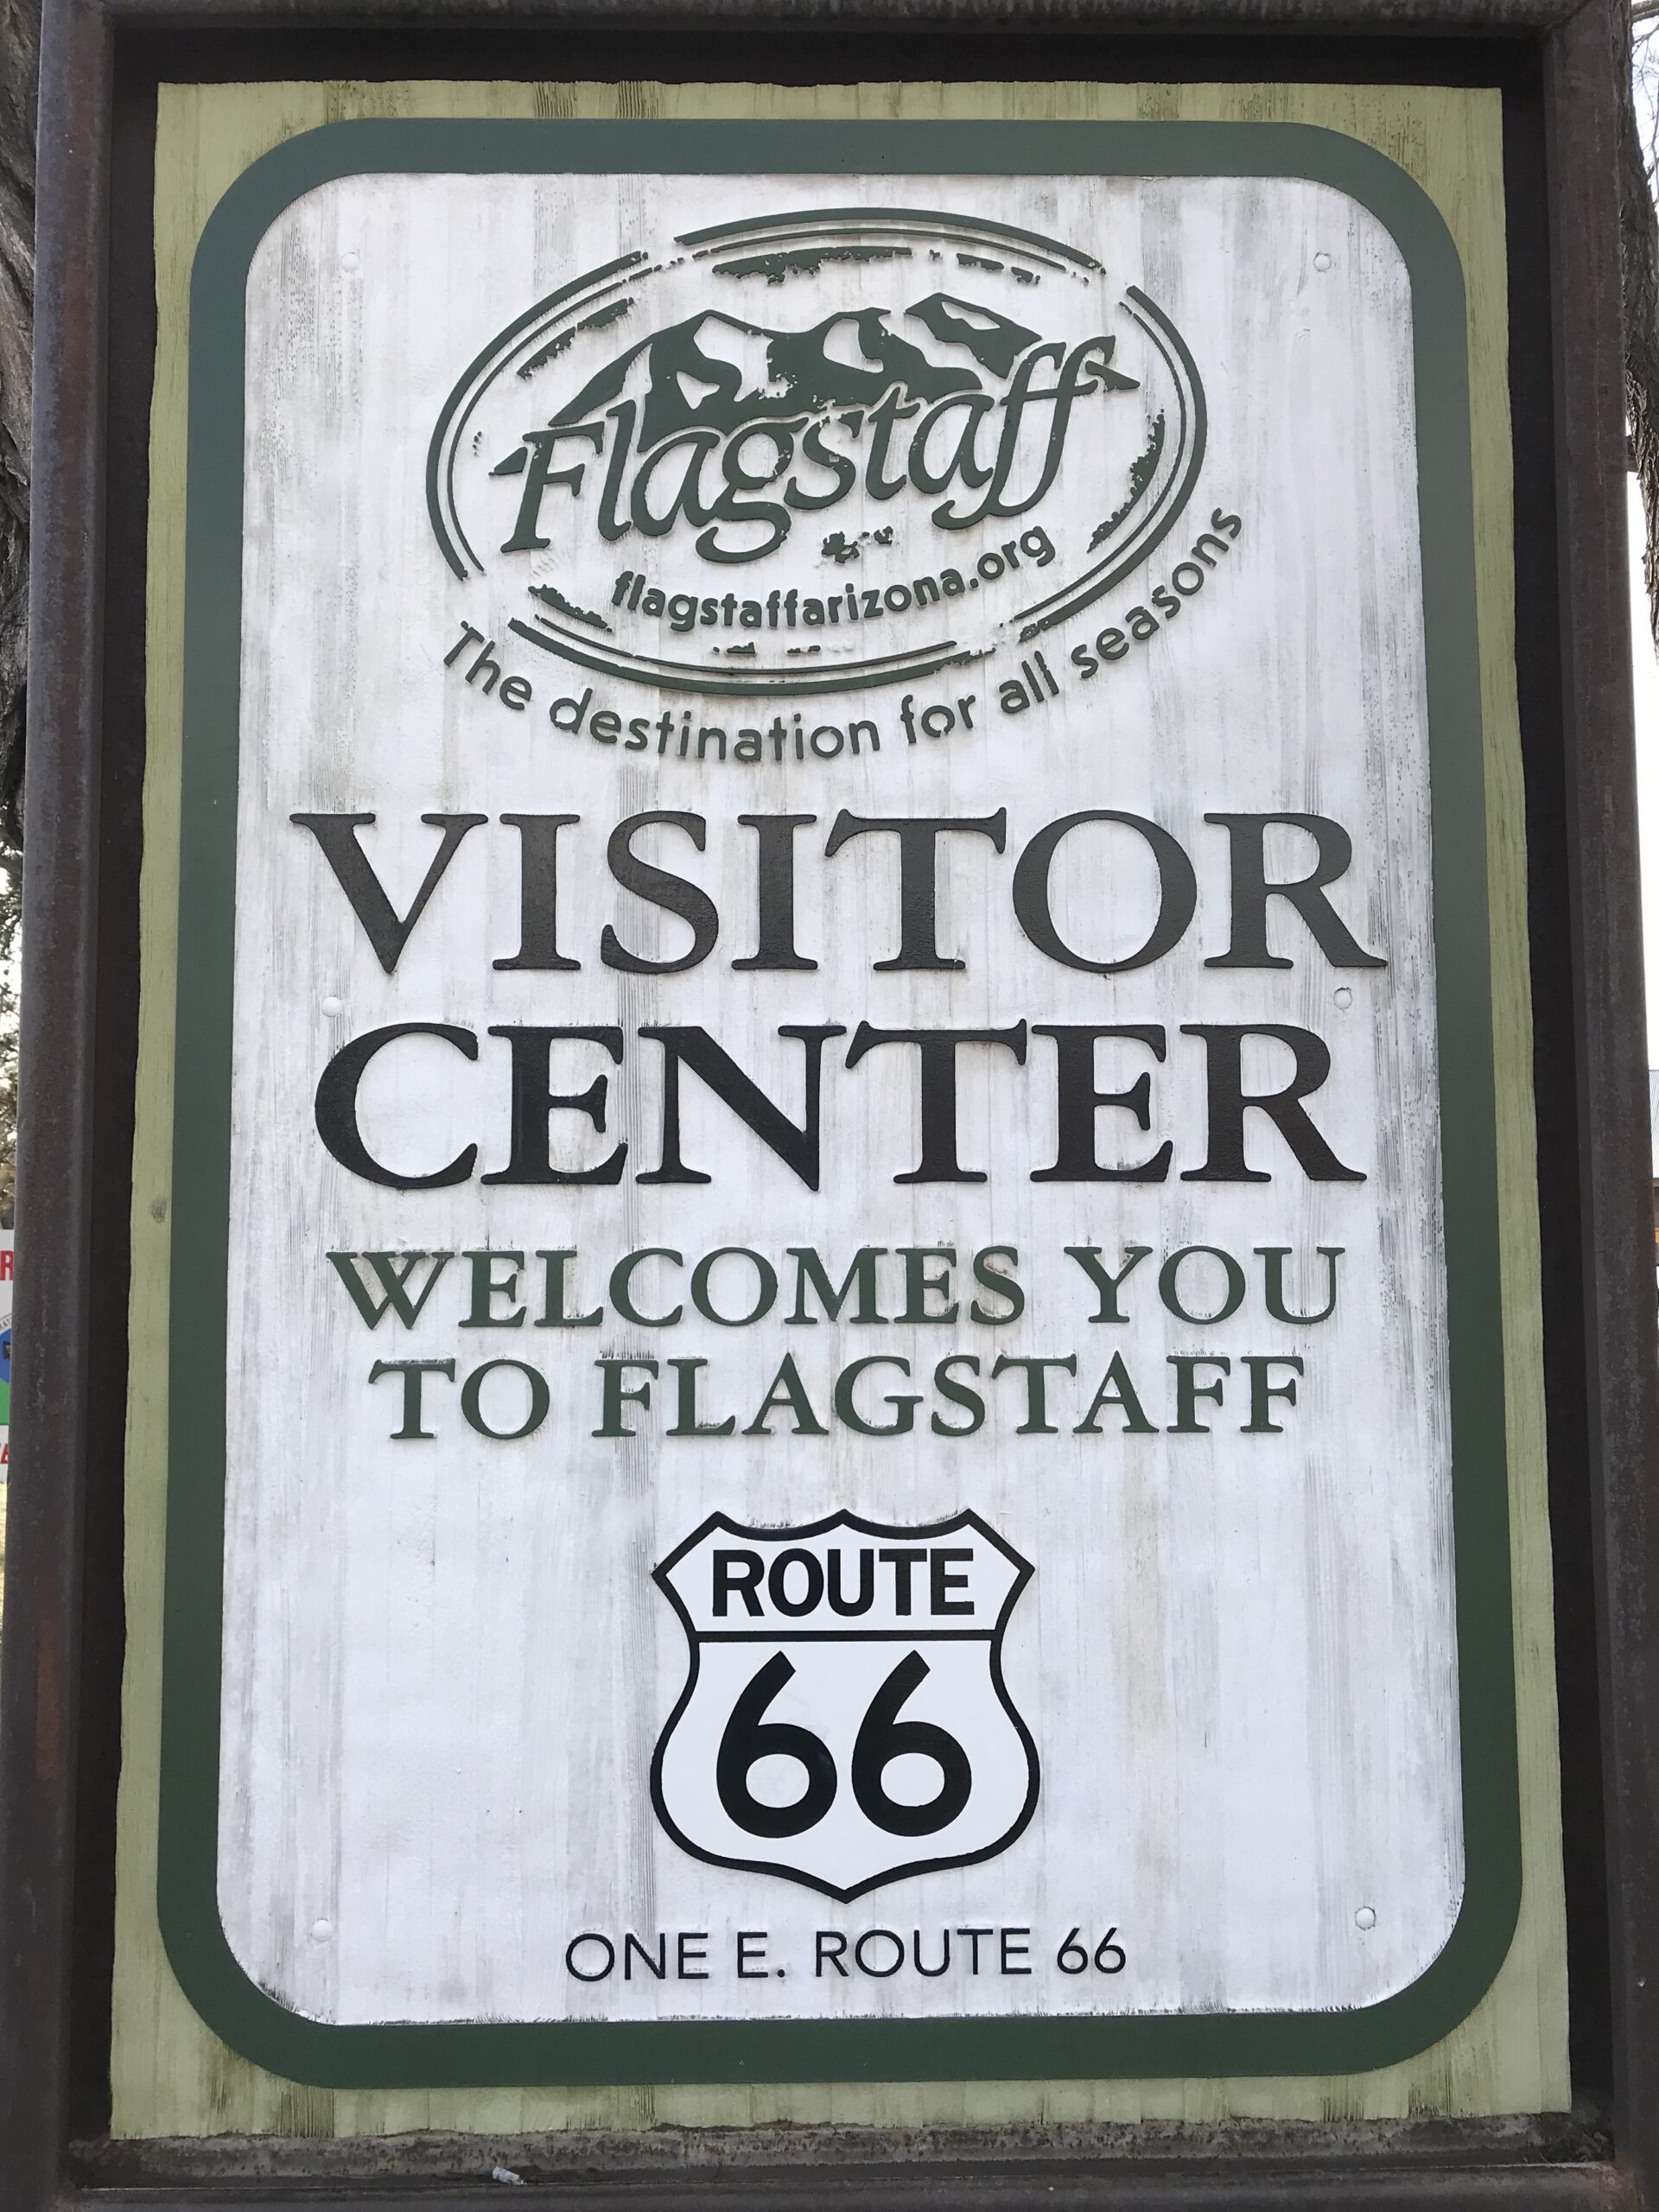 Flagstaff
flagstaffarizona.org
The destination for all seasons
VISITOR
CENTER
WELCOMES YOU
TO FLAGSTAFF
ROUTE
66
ONE E. ROUTE 66